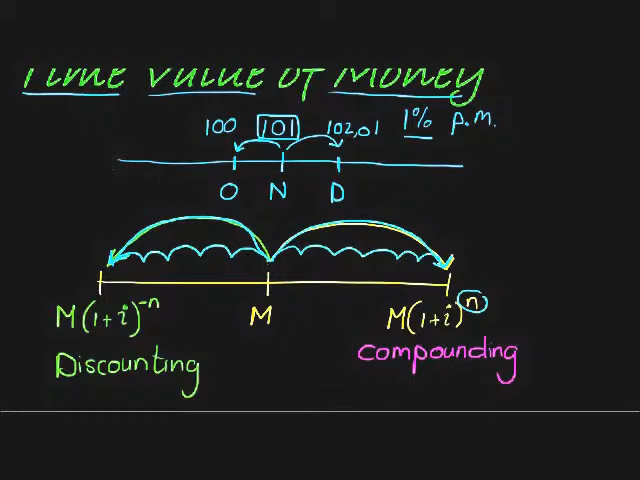 Time Value of Money
100 101 102,01 1% p.m.
O N D
M(1+i)^-n M M(1+i)^n
Discounting compounding